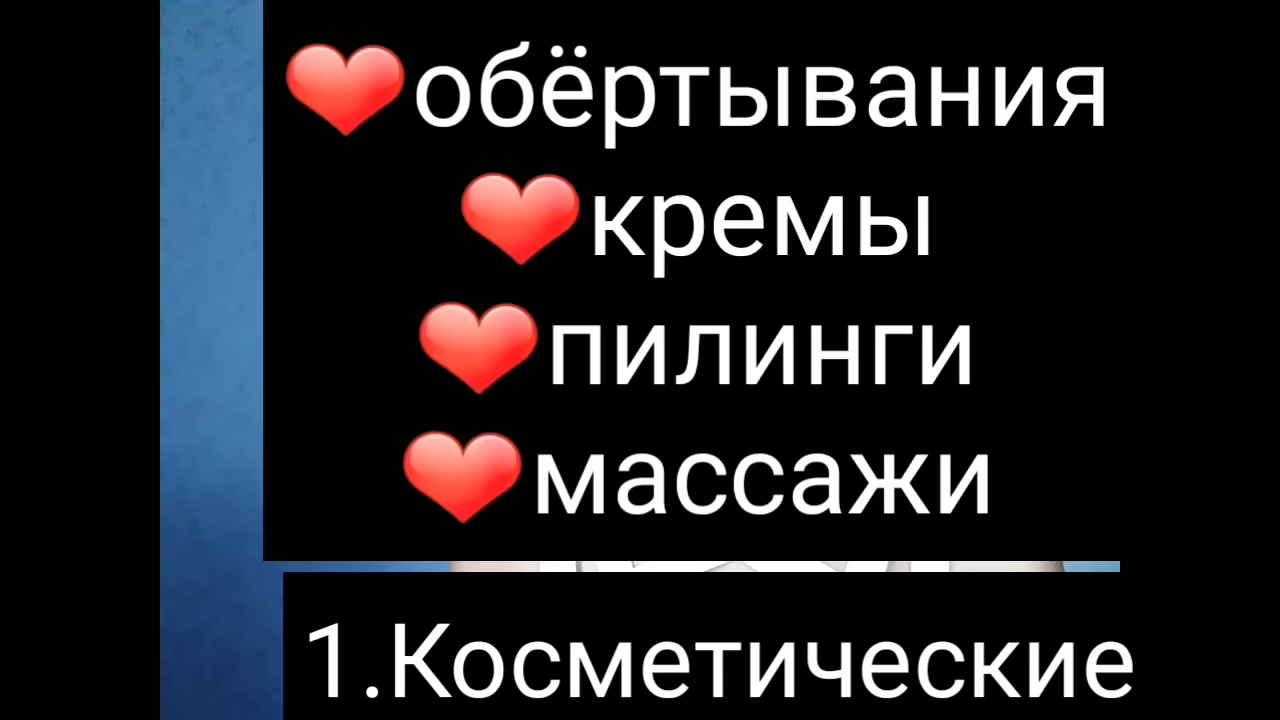 ❤обёртывания
❤кремы
❤пилинги
❤массажи
1.Косметические